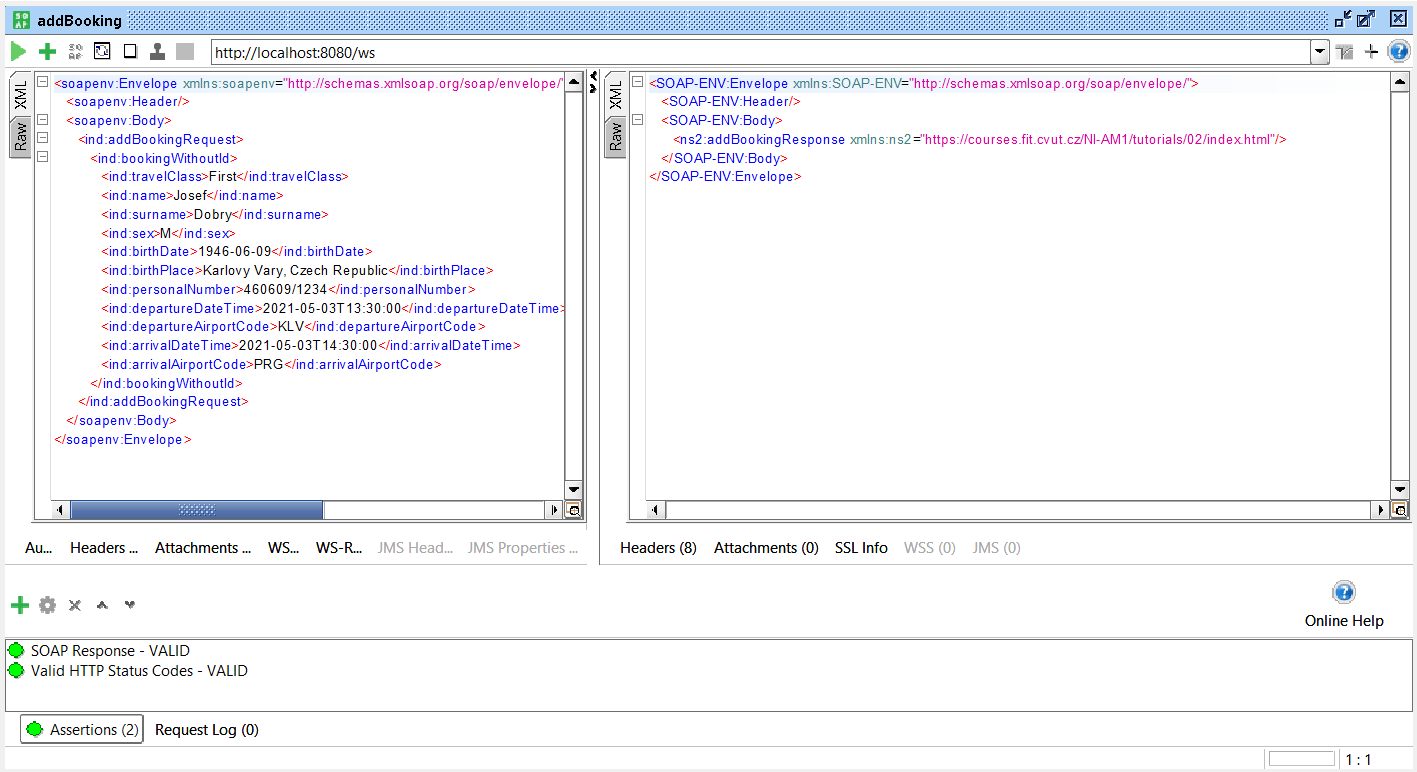 addBooking
http://localhost:8080/ws
XML
Raw
<soapenv:Envelope xmlns:soapenv="http://schemas.xmlsoap.org/soap/envelope/"
<soapenv:Header/>
<soapenv:Body>
<ind:addBookingRequest>
<ind:bookingWithoutId>
<ind:travelClass>First</ind:travelClass>
<ind:name>Josef</ind:name>
<ind:surname>Dobry</ind:surname>
<ind:sex>M</ind:sex>
<ind:birthDate>1946-06-09</ind:birthDate>
<ind:birthPlace>Karlovy Vary, Czech Republic</ind:birthPlace>
<ind:personalNumber>460609/1234</ind:personalNumber>
<ind:departureDateTime>2021-05-03T13:30:00</ind:departureDateTime>
<ind:departureAirportCode>KLV</ind:departureAirportCode>
<ind:arrivalDateTime>2021-05-03T14:30:00</ind:arrivalDateTime>
<ind:arrivalAirportCode>PRG</ind:arrivalAirportCode>
</ind:bookingWithoutId>
</ind:addBookingRequest>
</soapenv:Body>
</soapenv:Envelope>
XML
Raw
<SOAP-ENV:Envelope xmlns:SOAP-ENV="http://schemas.xmlsoap.org/soap/envelope/">
<SOAP-ENV:Header/>
<SOAP-ENV:Body>
<ns2:addBookingResponse xmlns:ns2="https://courses.fit.cvut.cz/NI-AM1/tutorials/02/index.html"/>
</SOAP-ENV:Body>
</SOAP-ENV:Envelope>
Au... Headers ... Attachments ... WS... WS-R... JMS Head... JMS Properties ...
Headers (8) Attachments (0) SSL Info WSS (0) JMS (0)
Online Help
SOAP Response - VALID
Valid HTTP Status Codes - VALID
Assertions (2) Request Log (0)
1 : 1